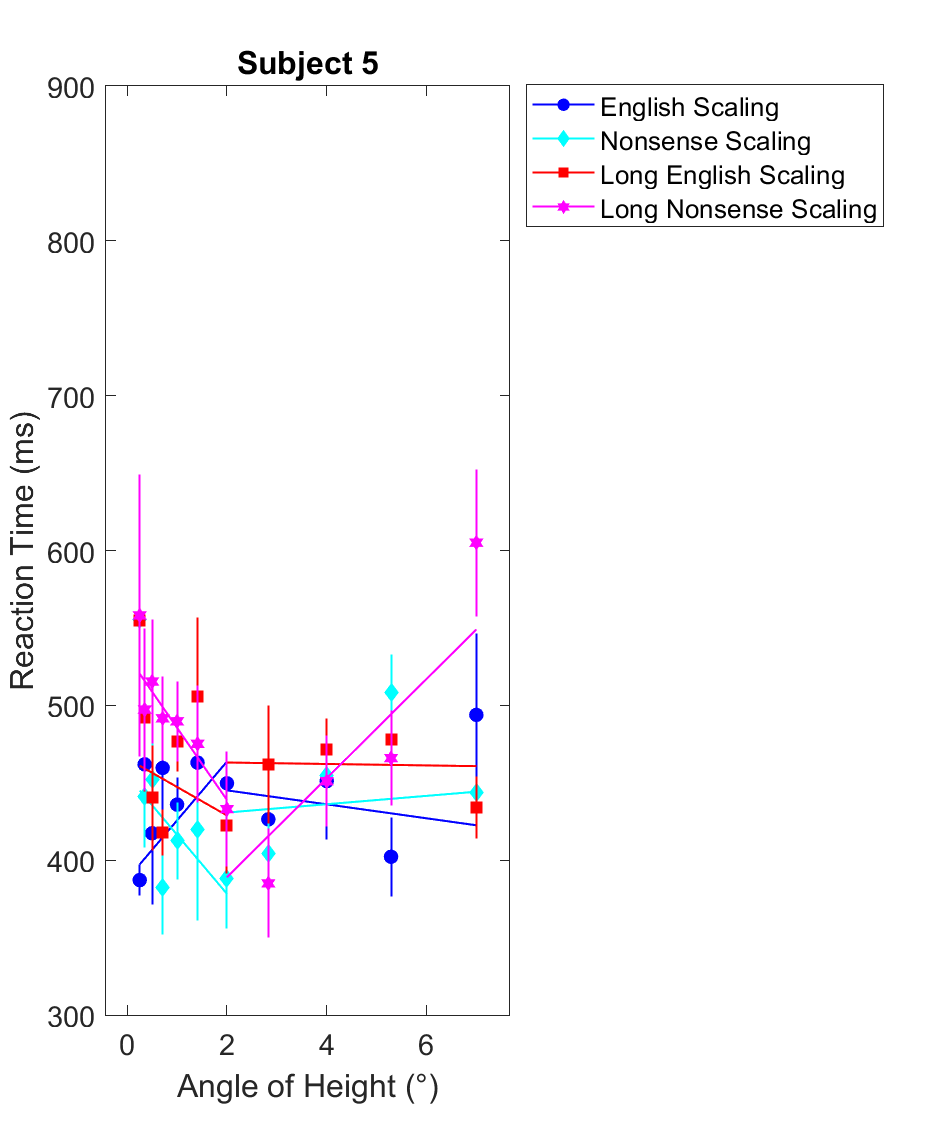 Subject 5
900
800
700
600
500
400
300
Reaction Time (ms)
0 2 4 6
Angle of Height (°)
English Scaling
Nonsense Scaling
Long English Scaling
Long Nonsense Scaling